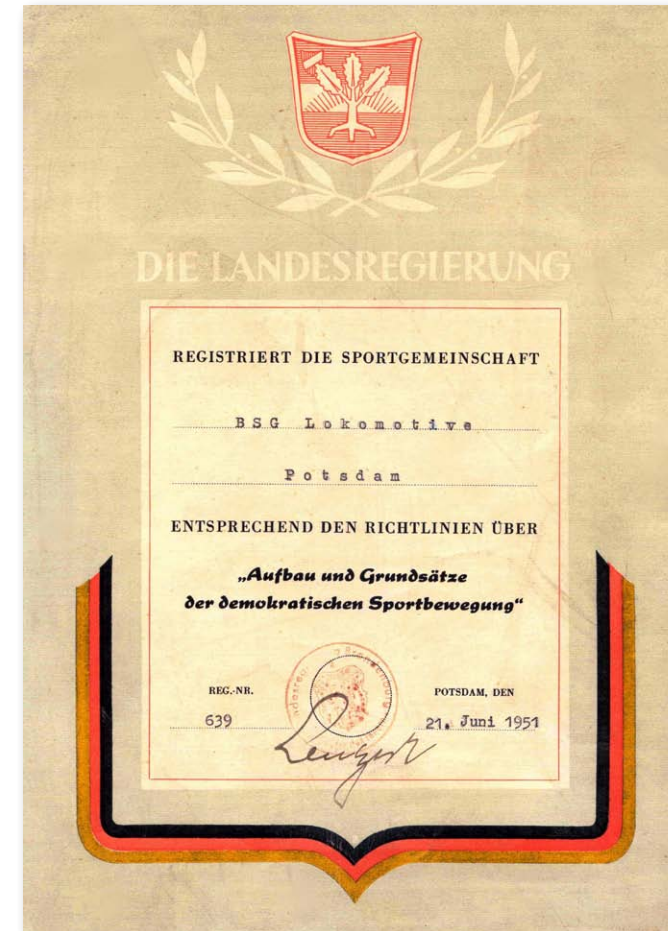 DIE LANDESREGIERUNG
REGISTRIERT DIE SPORTGEMEINSCHAFT
BSG Lokomotive
Potsdam
ENTSPRECHEND DEN RICHTLINIEN ÜBER
„Aufbau und Grundsätze
der demokratischen Sportbewegung“
REG.-NR.
639
POTSDAM, DEN
21. Juni 1951